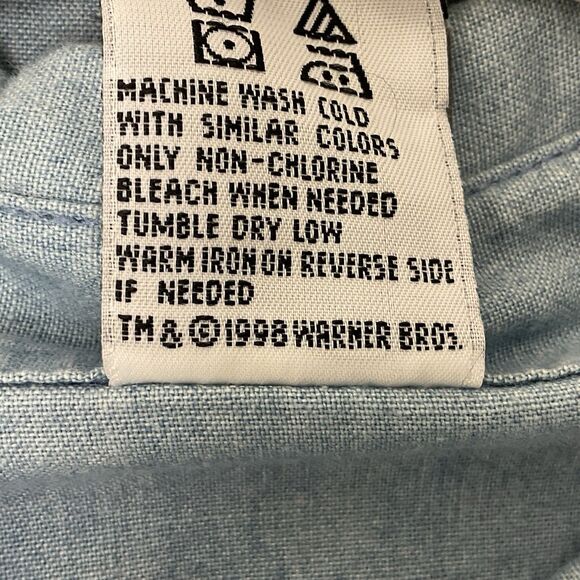 MACHINE WASH COLD
WITH SIMILAR COLORS
ONLY NON-CHLORINE
BLEACH WHEN NEEDED
TUMBLE DRY LOW
WARM IRON ON REVERSE SIDE
IF NEEDED
TM & ©1998 WARNER BROS.